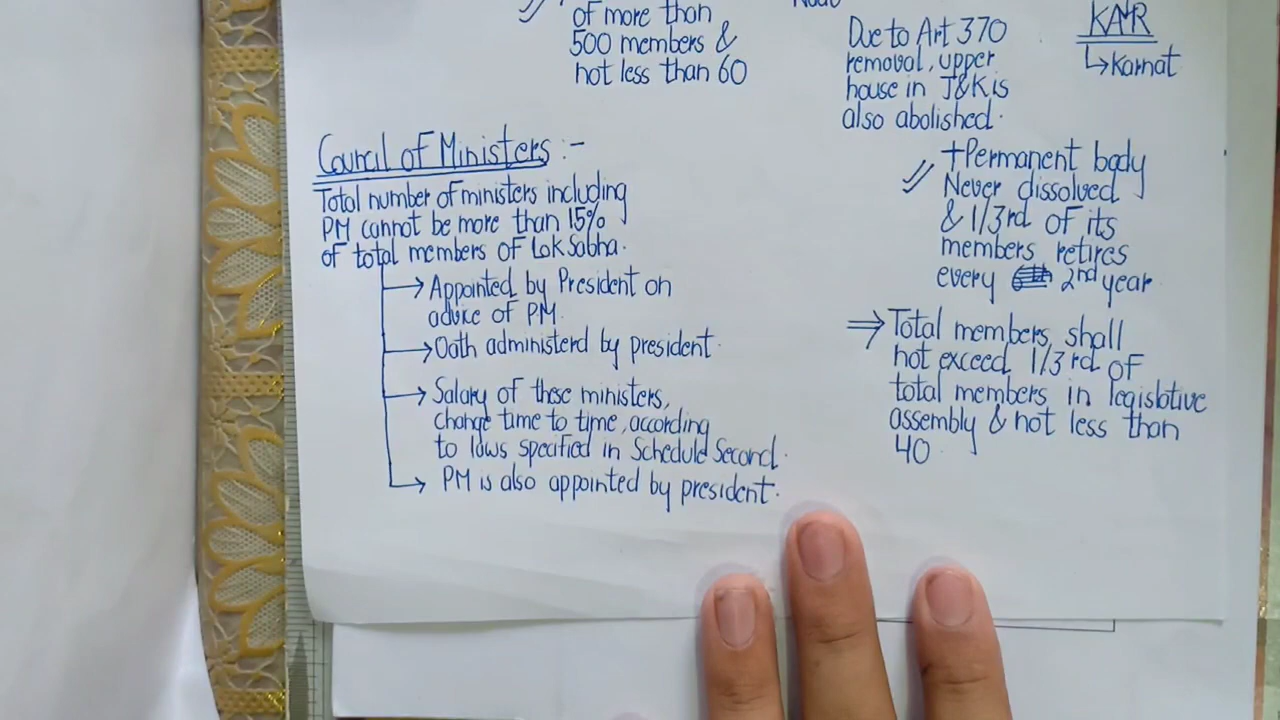 of more than
500 members &
not less than 60
Due to Art 370
removal, upper
house in J&K is
also abolished.
KAR
↳Karnat
Council of Ministers :-
Total number of ministers including
PM cannot be more than 15%
of total members of Lok Sabha.
→ Appointed by President on
advice of PM.
→ Oath administerd by president.
→ Salary of these ministers,
change time to time, according
to laws specified in Schedule Second.
→ PM is also appointed by president.
+Permanent body
Never dissolved
& 1/3rd of its
members retires
every 2nd year
⇒ Total members shall
not exceed 1/3rd of
total members in legislative
assembly & not less than
40.